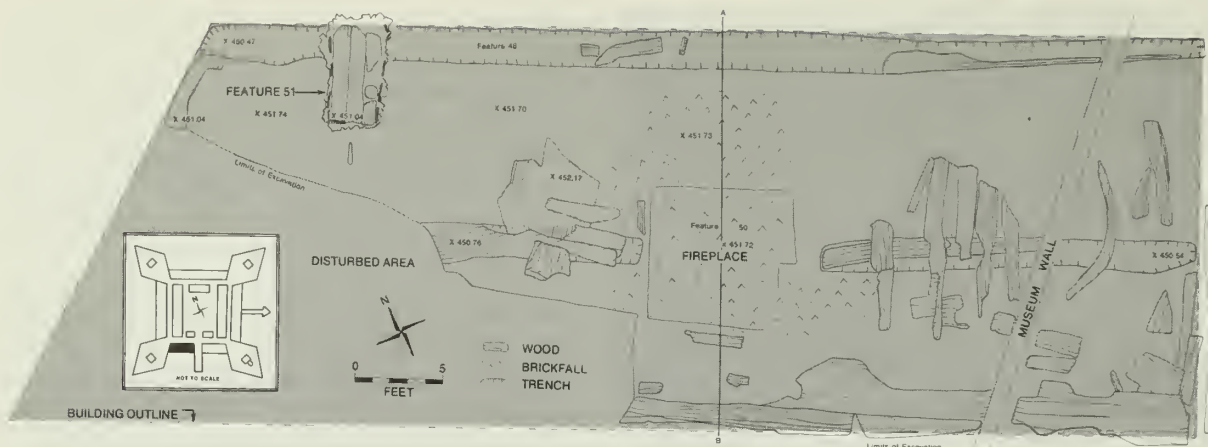 A
X 450 47
Feature 48
FEATURE 51
X 451.04
X 451 74
X 451 04
X 451 70
X 451 73
Limits of Excavation
X 452.17
X 450 76
Feature 50
X 451 72
FIREPLACE
X 450 54
MUSEUM WALL
DISTURBED AREA
N
N
NOT TO SCALE
0 5
FEET
WOOD
BRICKFALL
TRENCH
BUILDING OUTLINE
B
Limits of Excavation